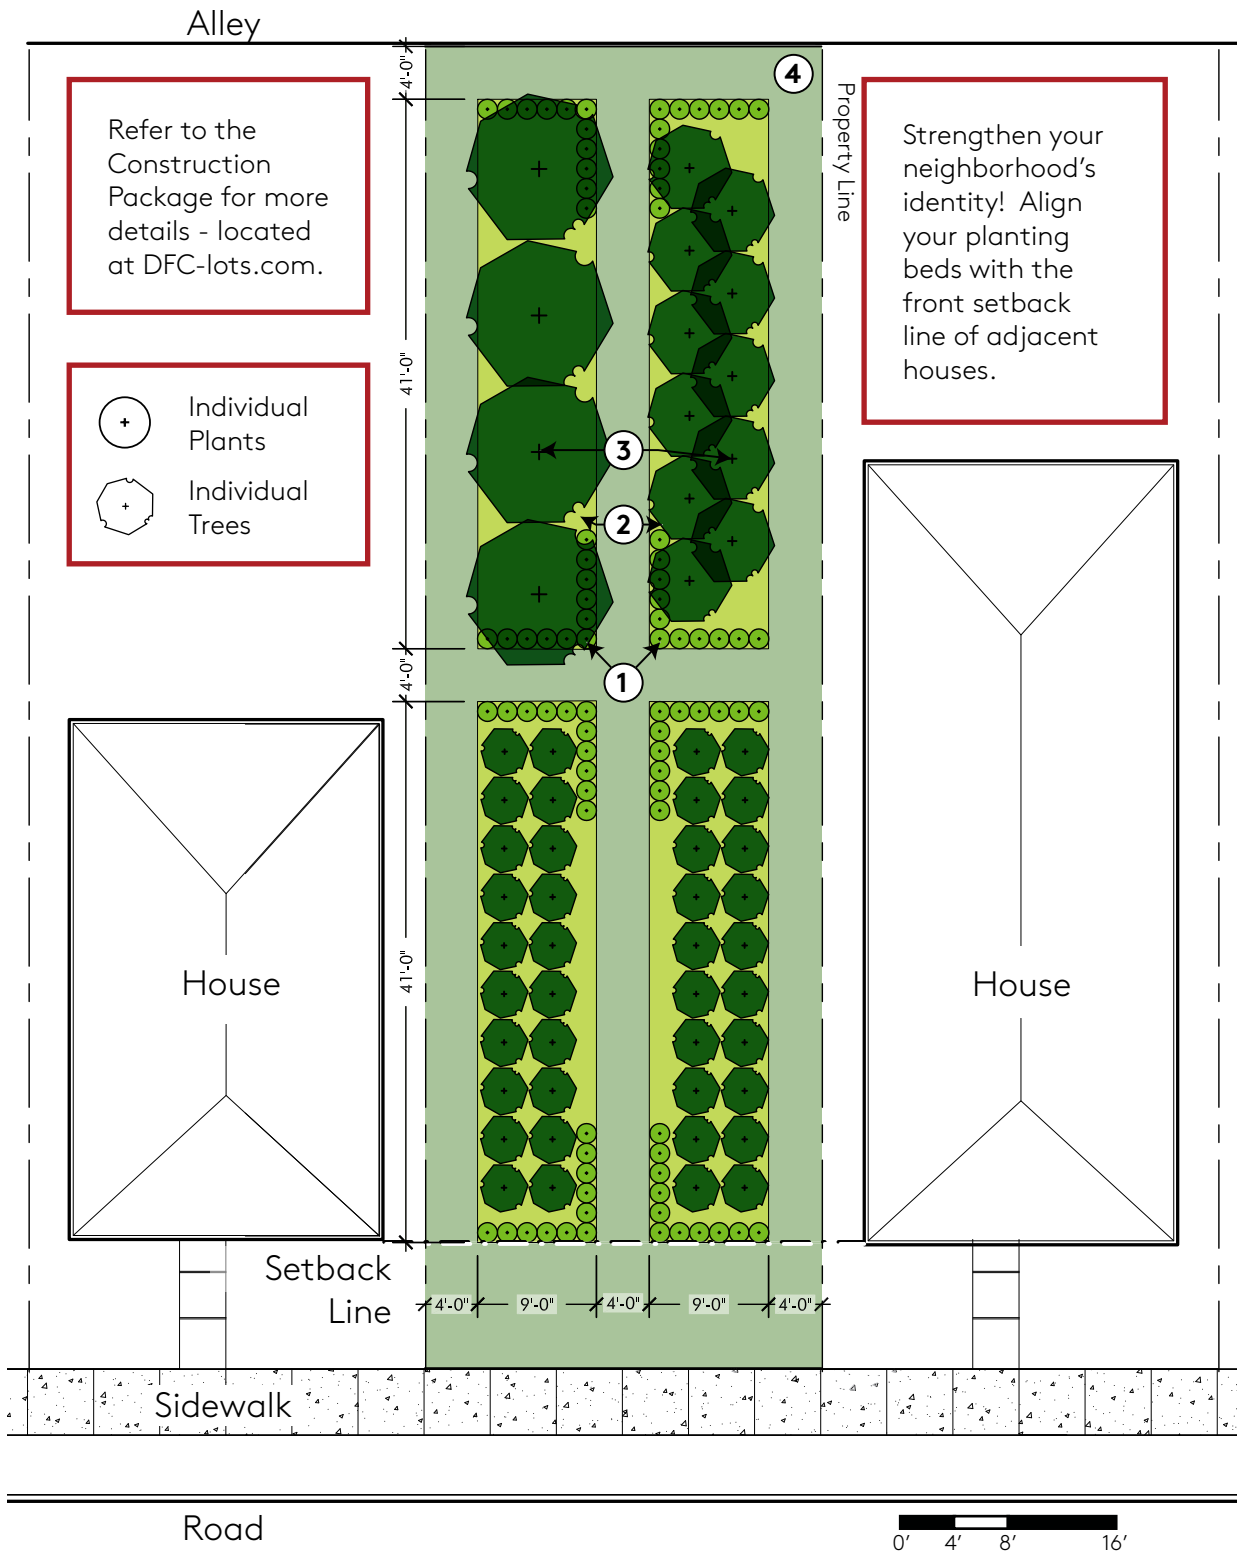 Alley
4'-0"
4
Refer to the
Construction
Package for more
details - located
at DFC-lots.com.
Property Line
Strengthen your
neighborhood's
identity!  Align
your planting
beds with the
front setback
line of adjacent
houses.
41'-0"
Individual
Plants
Individual
Trees
3
2
1
4'-0"
41'-0"
House
House
Setback
Line
4'-0" 9'-0" 4'-0" 9'-0" 4'-0"
Sidewalk
Road
0' 4' 8' 16'